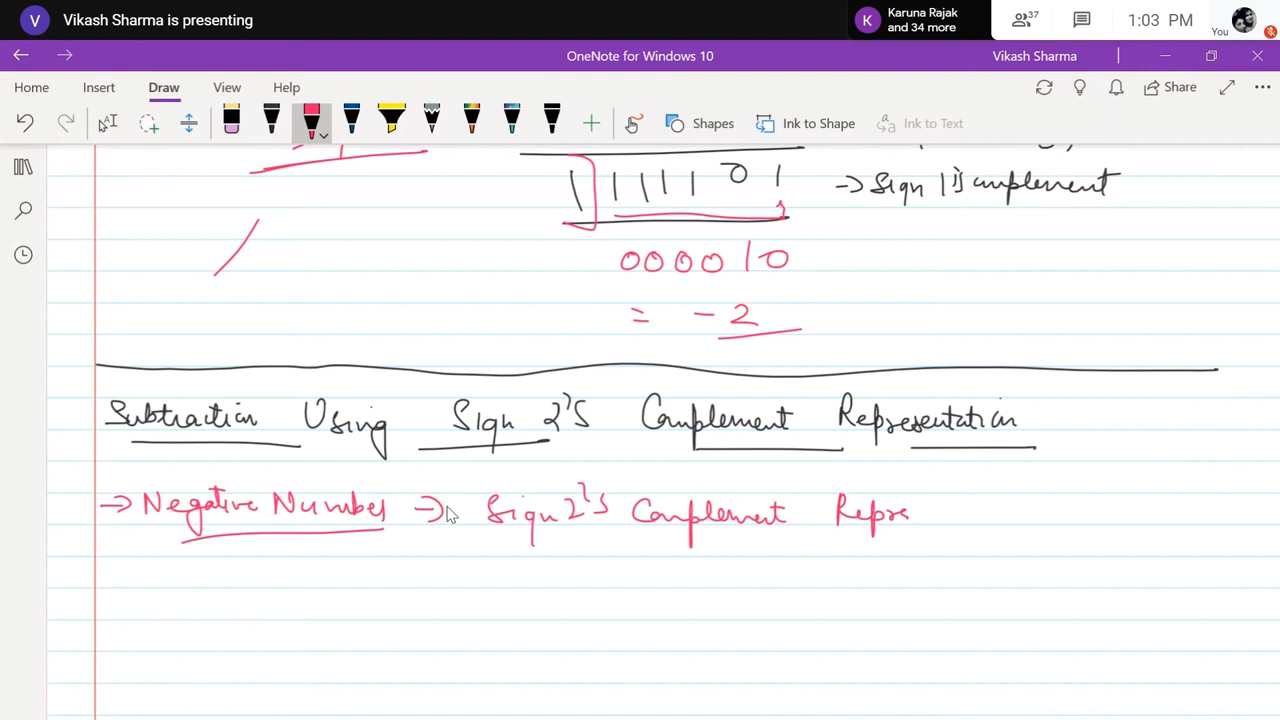 V Vikash Sharma is presenting
K Karuna Rajak and 34 more
37
1:03 PM
You
OneNote for Windows 10
Vikash Sharma
Home Insert Draw View Help
Share
Shapes
Ink to Shape
Ink to Text
1 1 1 1 1 0 1
→ Sign 1's complement
0 0 0 0 1 0
= - 2
Subtraction Using Sign 2's Complement Representation
→ Negative Number → Sign 2's Complement Repre